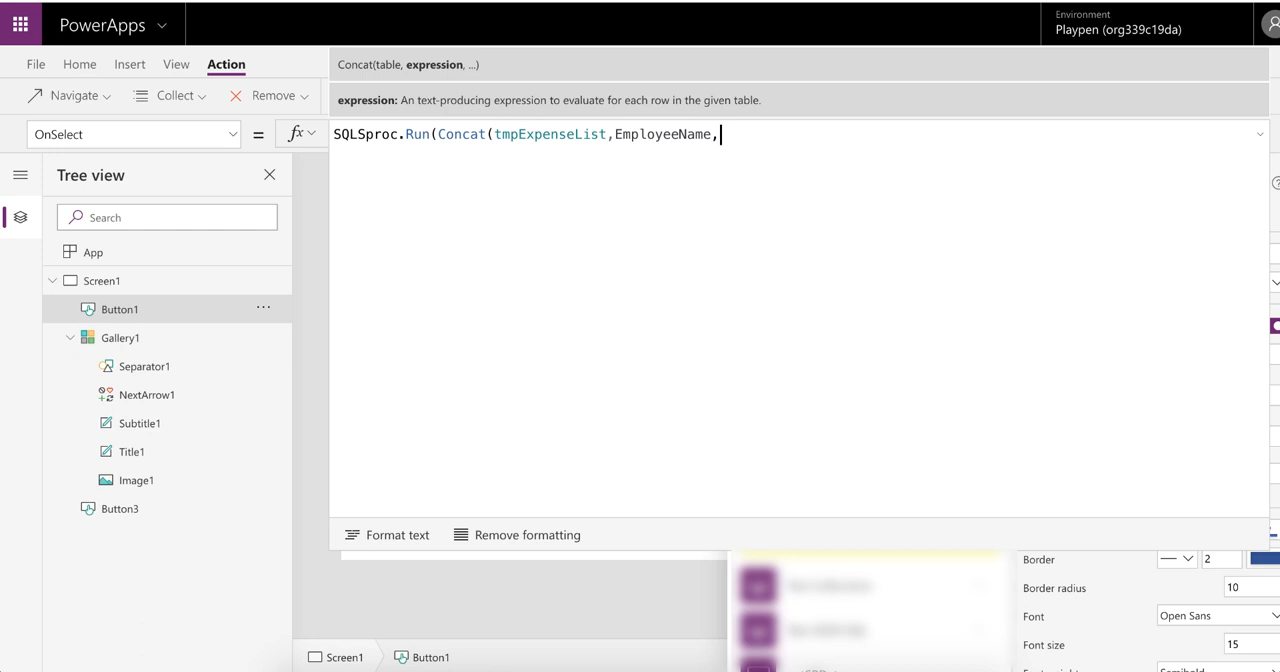 PowerApps
Environment
Playpen (org339c19da)
File Home Insert View Action
Concat(table, expression, ...)
Navigate Collect Remove
expression: An text-producing expression to evaluate for each row in the given table.
OnSelect = fx SQLSproc.Run(Concat(tmpExpenseList,EmployeeName,
Tree view
Search
App
Screen1
Button1 ...
Gallery1
Separator1
NextArrow1
Subtitle1
Title1
Image1
Button3
Format text Remove formatting
Border 2
Border radius 10
Font Open Sans
Font size 15
Screen1 Button1